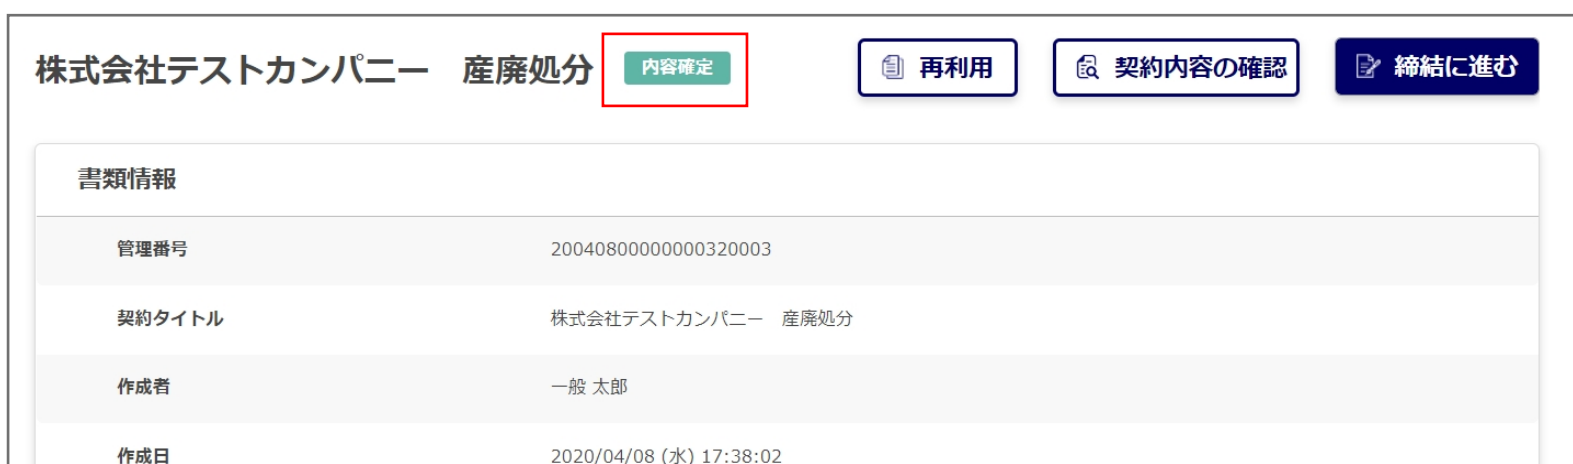 株式会社テストカンパニー　産廃処分 内容確定 再利用 契約内容の確認 締結に進む
書類情報
管理番号 20040800000000320003
契約タイトル 株式会社テストカンパニー　産廃処分
作成者 一般 太郎
作成日 2020/04/08 (水) 17:38:02